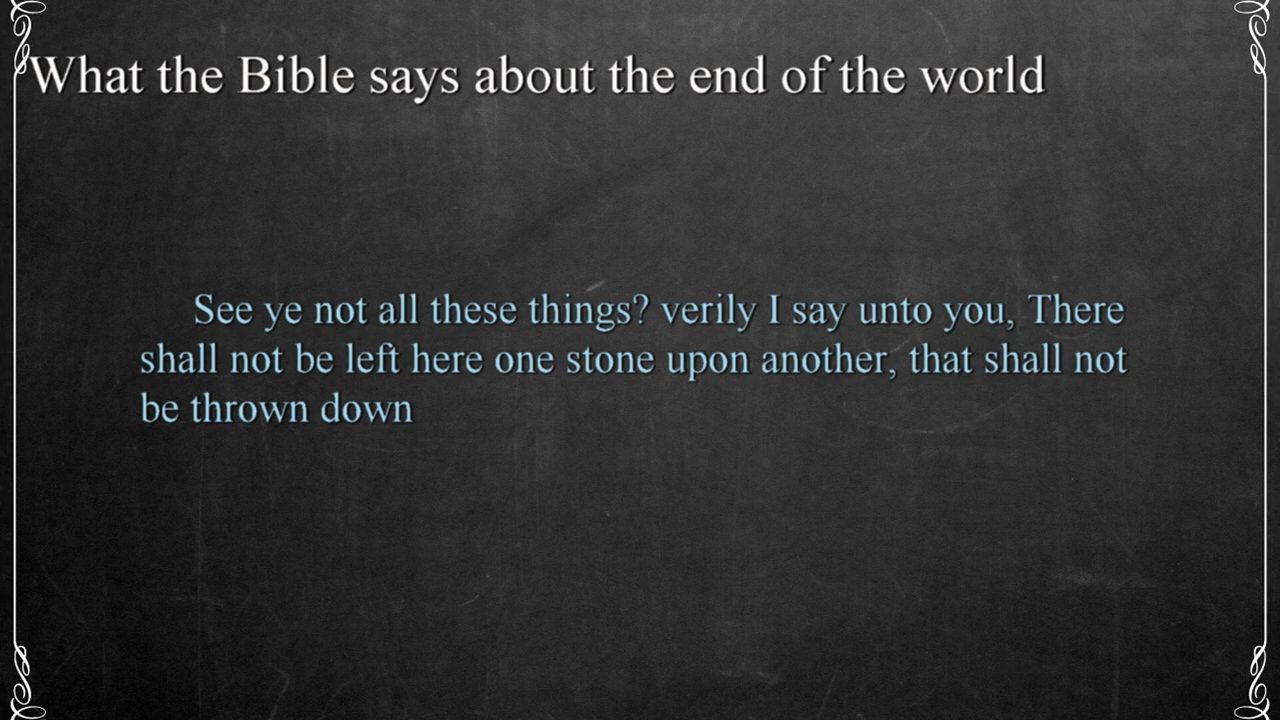 What the Bible says about the end of the world
See ye not all these things? verily I say unto you, There
shall not be left here one stone upon another, that shall not
be thrown down